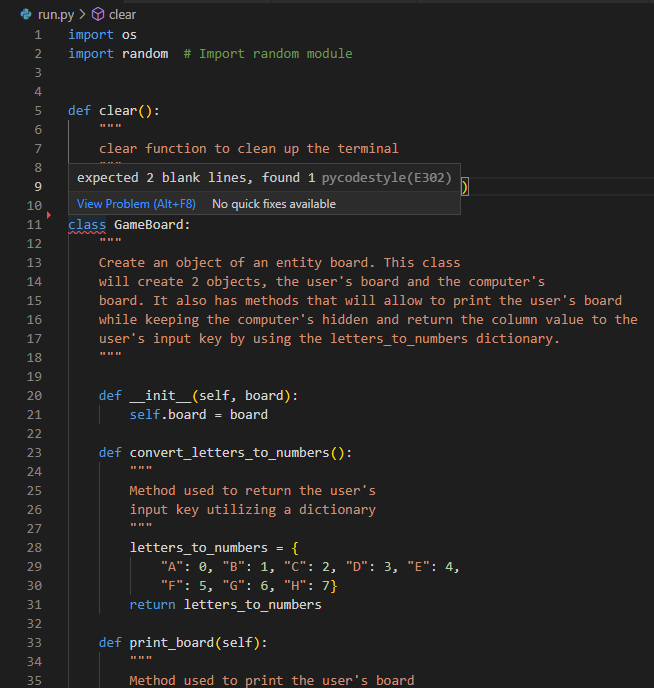 run.py > clear
1 import os
2 import random  # Import random module
3
4
5 def clear():
6     """
7     clear function to clean up the terminal
8     """
expected 2 blank lines, found 1 pycodestyle(E302)
9 )
View Problem (Alt+F8) No quick fixes available
10
11 class GameBoard:
12     """
13     Create an object of an entity board. This class
14     will create 2 objects, the user's board and the computer's
15     board. It also has methods that will allow to print the user's board
16     while keeping the computer's hidden and return the column value to the
17     user's input key by using the letters_to_numbers dictionary.
18     """
19
20     def __init__(self, board):
21         self.board = board
22
23     def convert_letters_to_numbers():
24         """
25         Method used to return the user's
26         input key utilizing a dictionary
27         """
28         letters_to_numbers = {
29             "A": 0, "B": 1, "C": 2, "D": 3, "E": 4,
30             "F": 5, "G": 6, "H": 7}
31         return letters_to_numbers
32
33     def print_board(self):
34         """
35         Method used to print the user's board